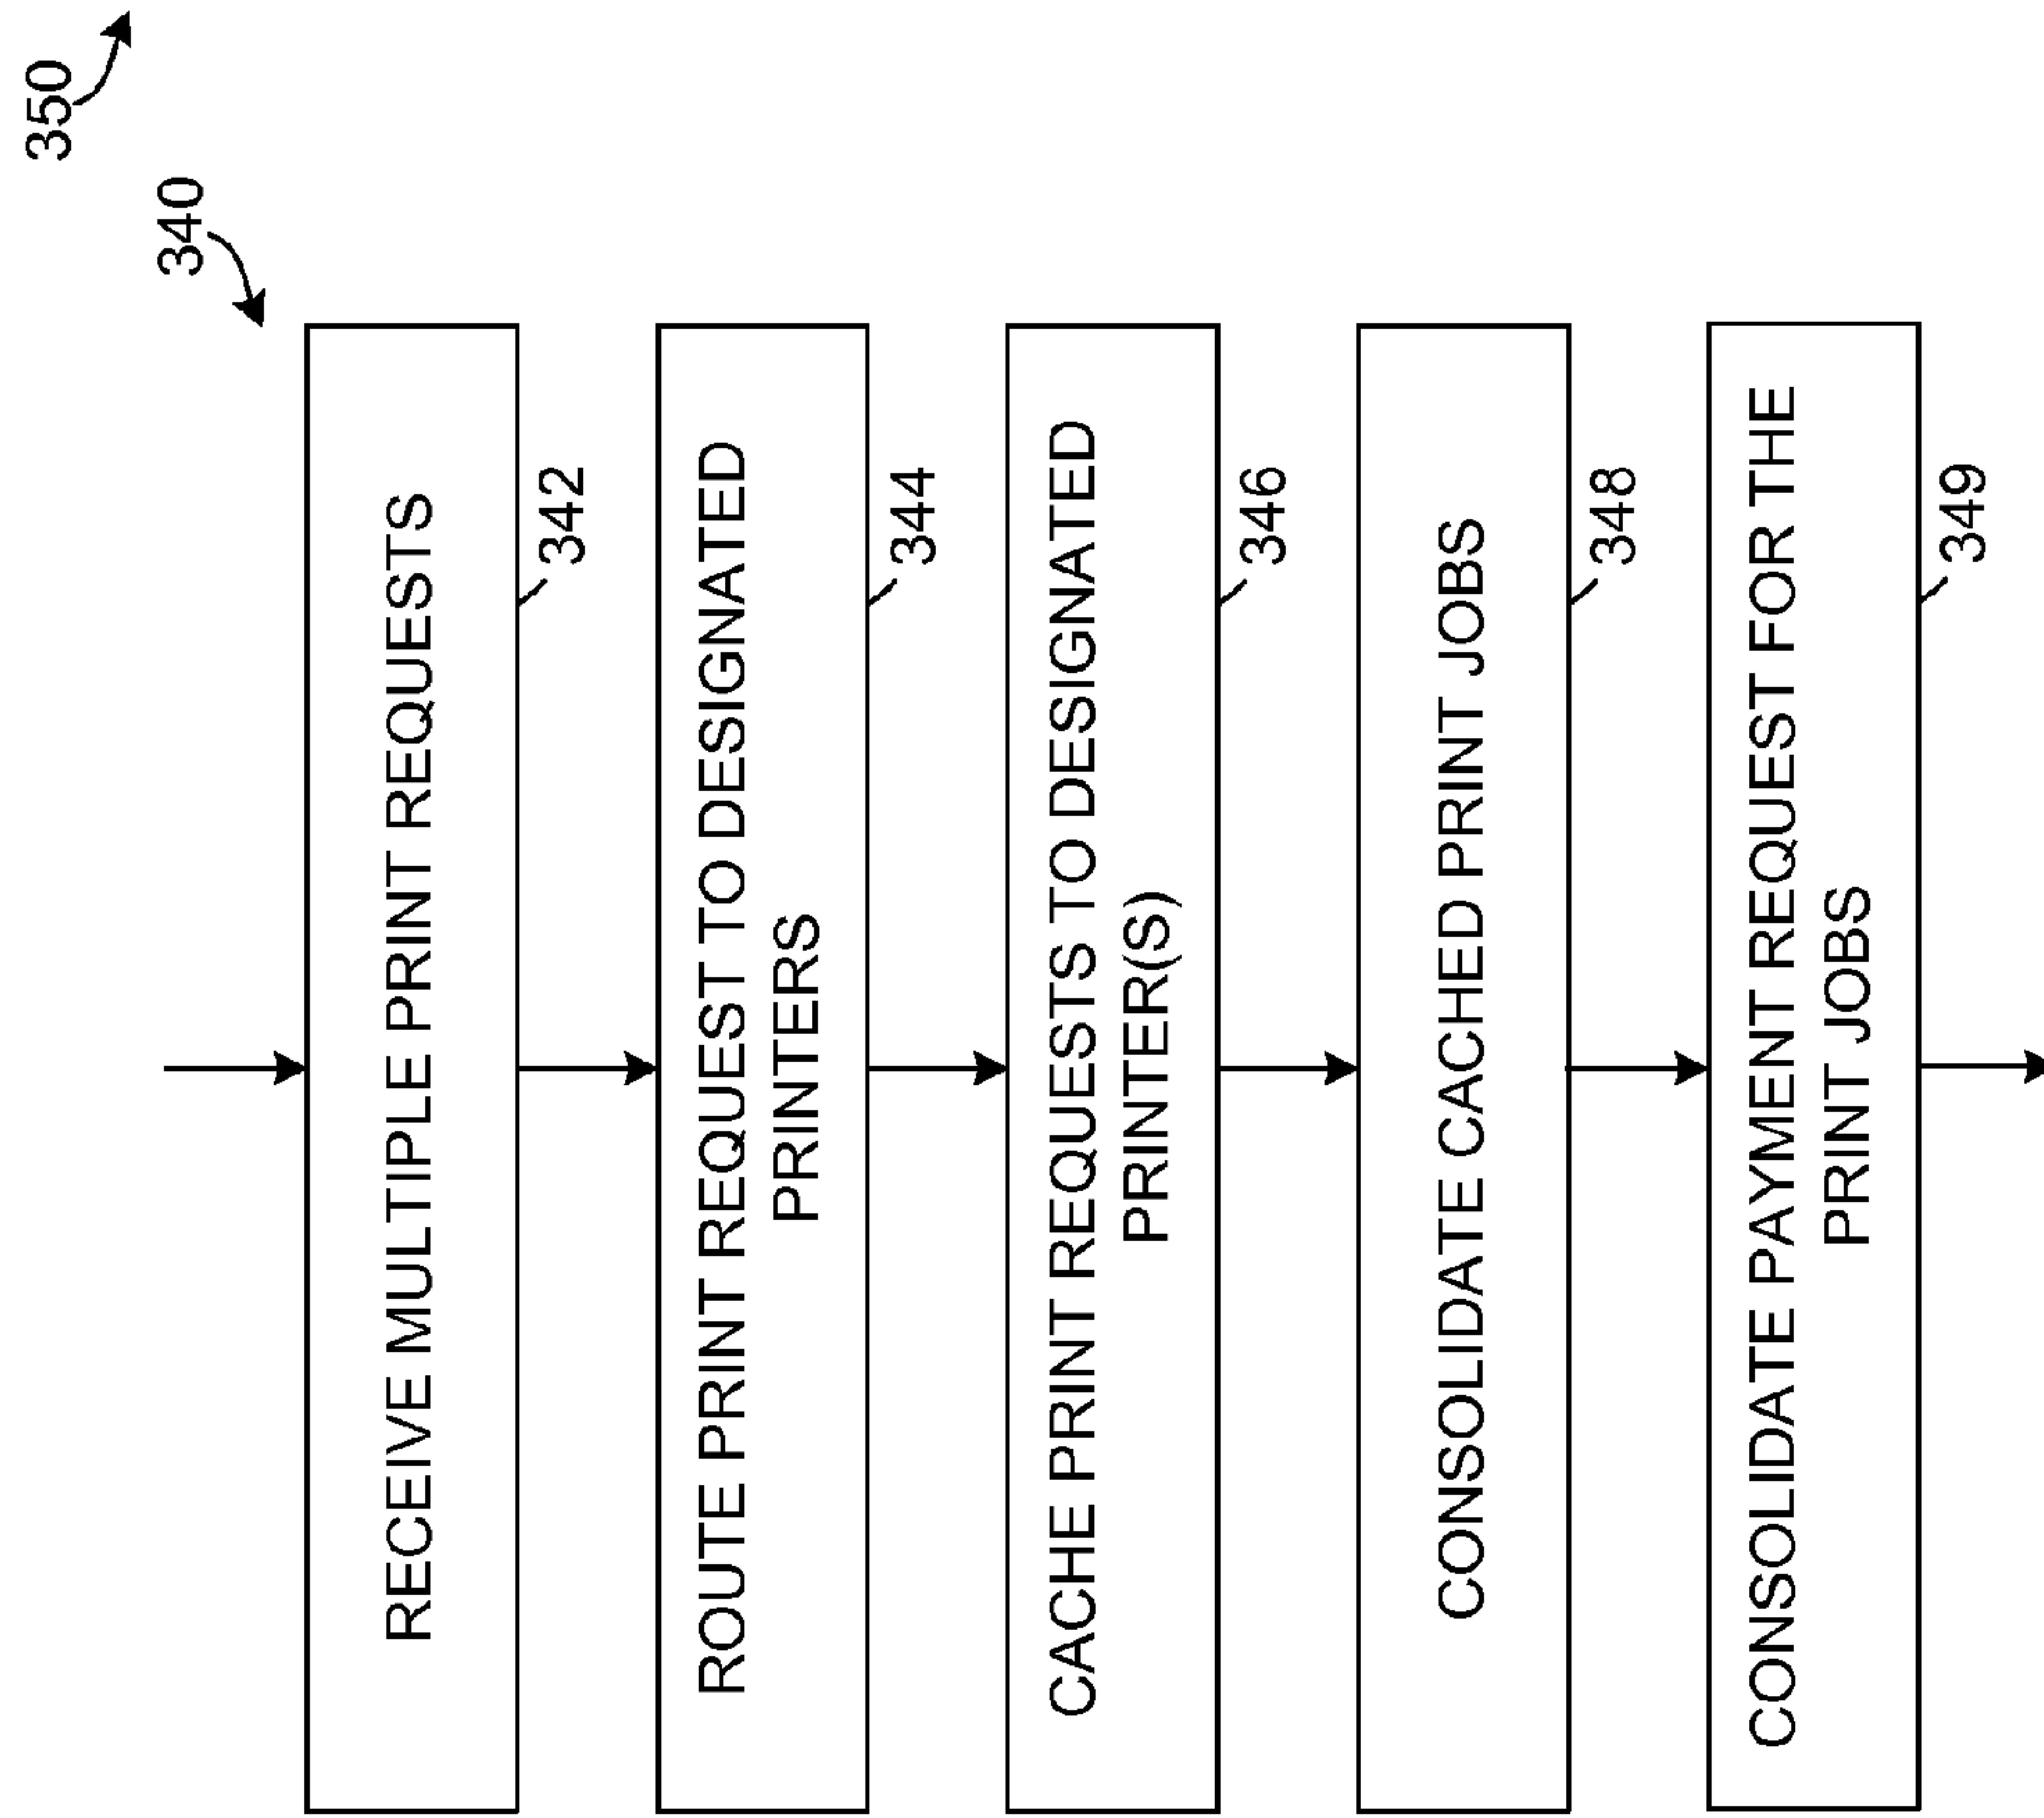 350
340
RECEIVE MULTIPLE PRINT REQUESTS
342
ROUTE PRINT REQUEST TO DESIGNATED
PRINTERS
344
CACHE PRINT REQUESTS TO DESIGNATED
PRINTER(S)
346
CONSOLIDATE CACHED PRINT JOBS
348
CONSOLIDATE PAYMENT REQUEST FOR THE
PRINT JOBS
349